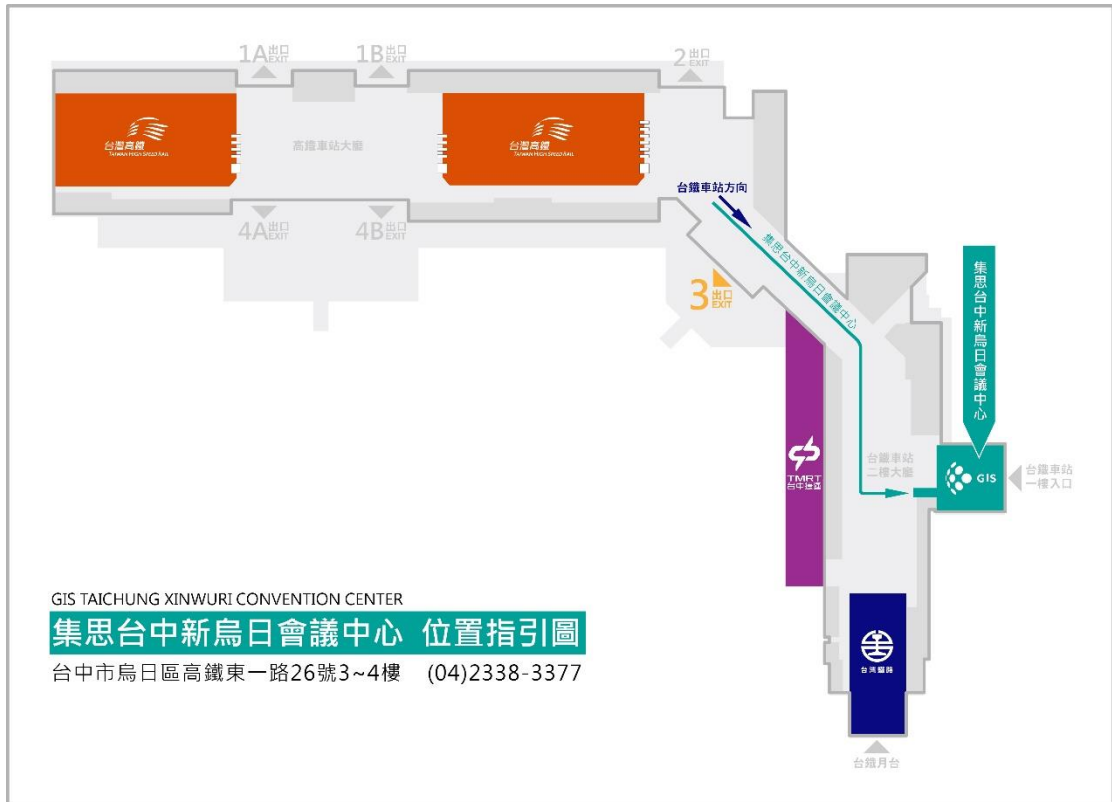 1A出口
EXIT
1B出口
EXIT
2出口
EXIT
台灣高鐵
TAIWAN HIGH SPEED RAIL
高鐵車站大廳
台灣高鐵
TAIWAN HIGH SPEED RAIL
台鐵車站方向
4A出口
EXIT
4B出口
EXIT
3出口
EXIT
集思台中新烏日會議中心
集思台中新烏日會議中心
TMRT
台中捷運
台鐵車站
二樓大廳
GIS
台鐵車站
一樓入口
GIS TAICHUNG XINWURI CONVENTION CENTER
集思台中新烏日會議中心 位置指引圖
台中市烏日區高鐵東一路26號3~4樓 (04)2338-3377
台灣鐵路
台鐵月台